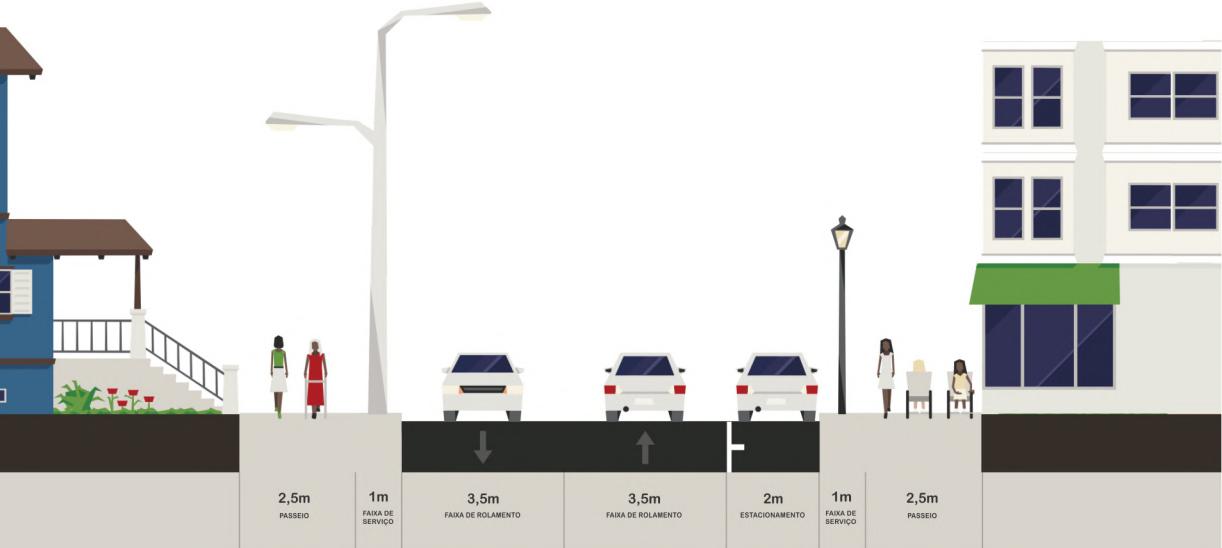 2,5m
PASSEIO
1m
FAIXA DE
SERVIÇO
3,5m
FAIXA DE ROLAMENTO
3,5m
FAIXA DE ROLAMENTO
2m
ESTACIONAMENTO
1m
FAIXA DE
SERVIÇO
2,5m
PASSEIO